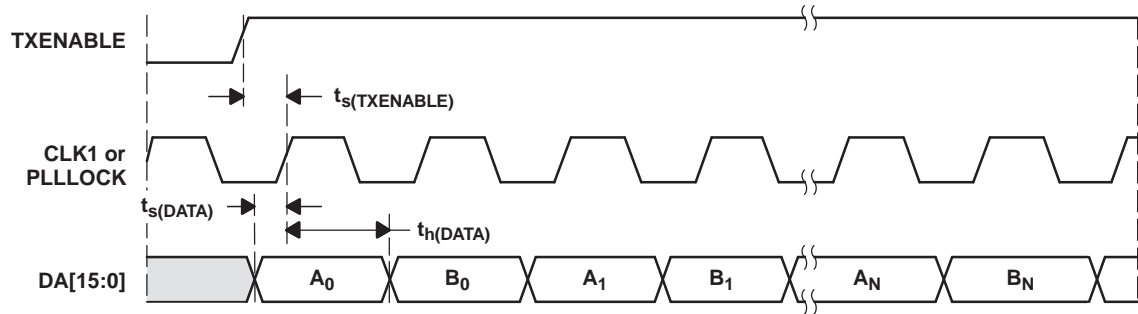 TXENABLE
ts(TXENABLE)
CLK1 or
PLLLOCK
ts(DATA)
th(DATA)
DA[15:0]
A0
B0
A1
B1
AN
BN